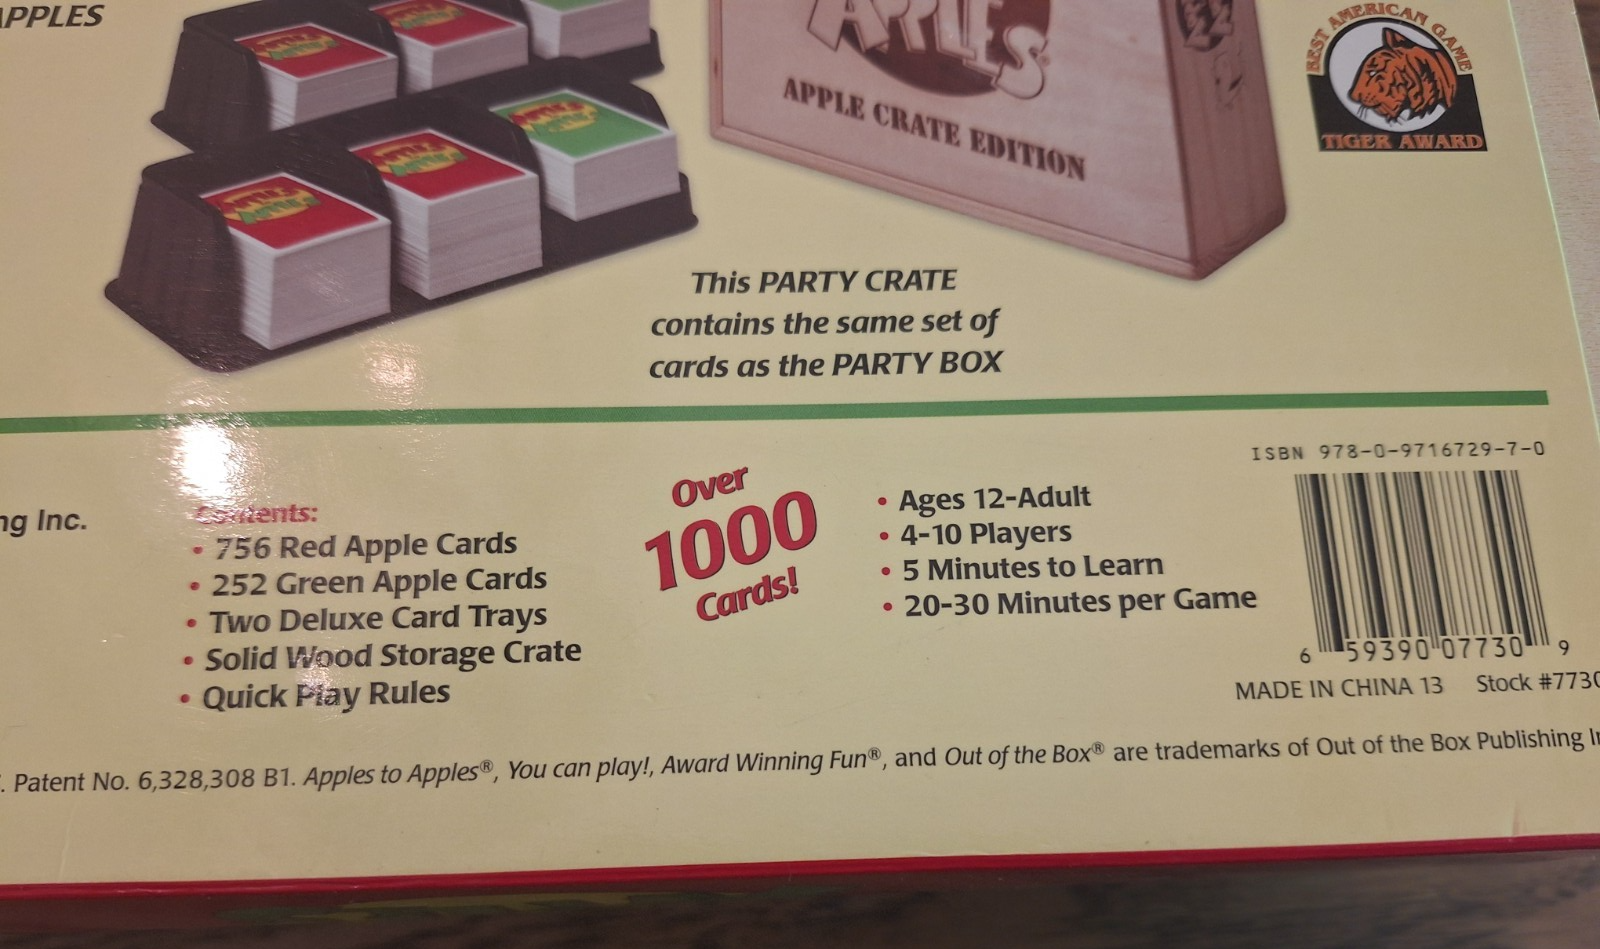 APPLES
APPLES
APPLE CRATE EDITION
BEST AMERICAN GAME
TIGER AWARD
This PARTY CRATE
contains the same set of
cards as the PARTY BOX
ng Inc.
Contents:
• 756 Red Apple Cards
• 252 Green Apple Cards
• Two Deluxe Card Trays
• Solid Wood Storage Crate
• Quick Play Rules
Over
1000
Cards!
• Ages 12-Adult
• 4-10 Players
• 5 Minutes to Learn
• 20-30 Minutes per Game
ISBN 978-0-9716729-7-0
6 59390 07730 9
MADE IN CHINA 13 Stock #7730
. Patent No. 6,328,308 B1. Apples to Apples®, You can play!, Award Winning Fun®, and Out of the Box® are trademarks of Out of the Box Publishing